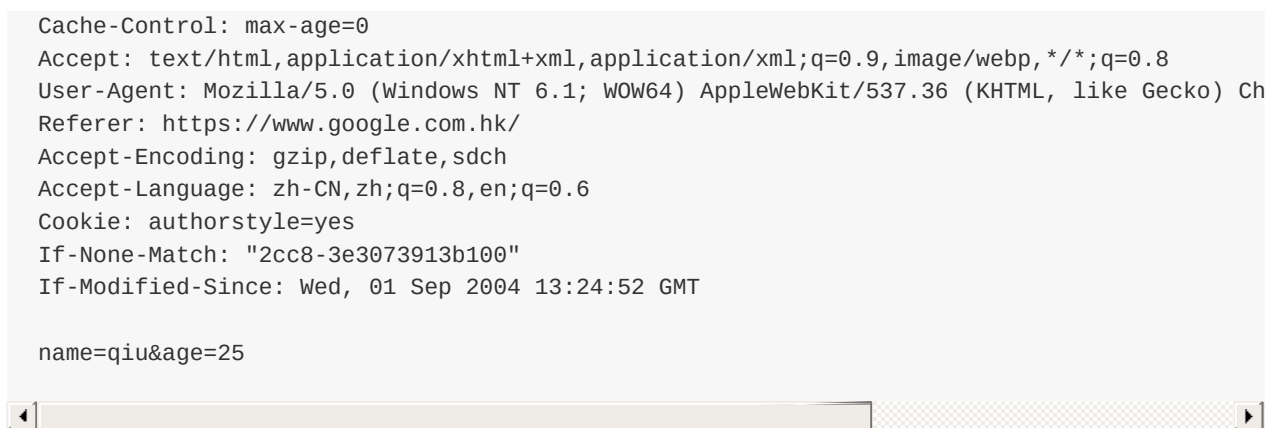 Cache-Control: max-age=0
Accept: text/html,application/xhtml+xml,application/xml;q=0.9,image/webp,*/*;q=0.8
User-Agent: Mozilla/5.0 (Windows NT 6.1; WOW64) AppleWebKit/537.36 (KHTML, like Gecko) Ch
Referer: https://www.google.com.hk/
Accept-Encoding: gzip,deflate,sdch
Accept-Language: zh-CN,zh;q=0.8,en;q=0.6
Cookie: authorstyle=yes
If-None-Match: "2cc8-3e3073913b100"
If-Modified-Since: Wed, 01 Sep 2004 13:24:52 GMT
name=qiu&age=25